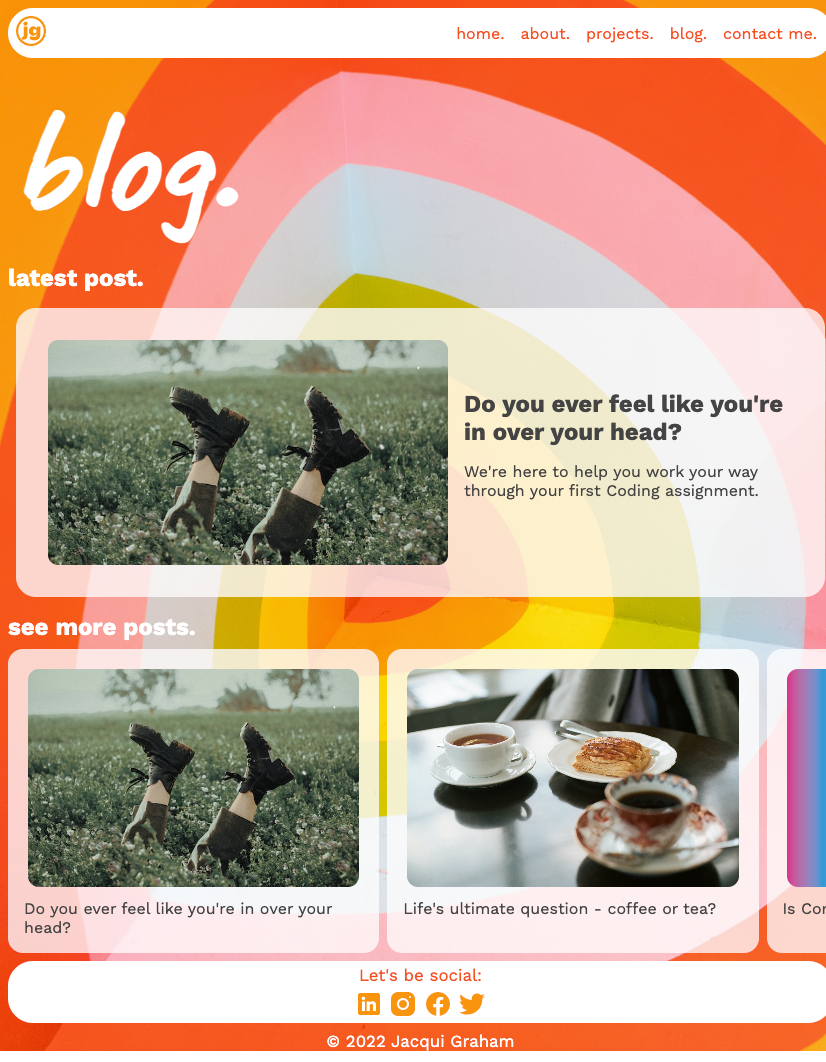 jg
home. about. projects. blog. contact me.
blog.
latest post.
Do you ever feel like you're
in over your head?
We're here to help you work your way
through your first Coding assignment.
see more posts.
Do you ever feel like you're in over your
head?
Life's ultimate question - coffee or tea?
Is
Let's be social:
in
© 2022 Jacqui Graham